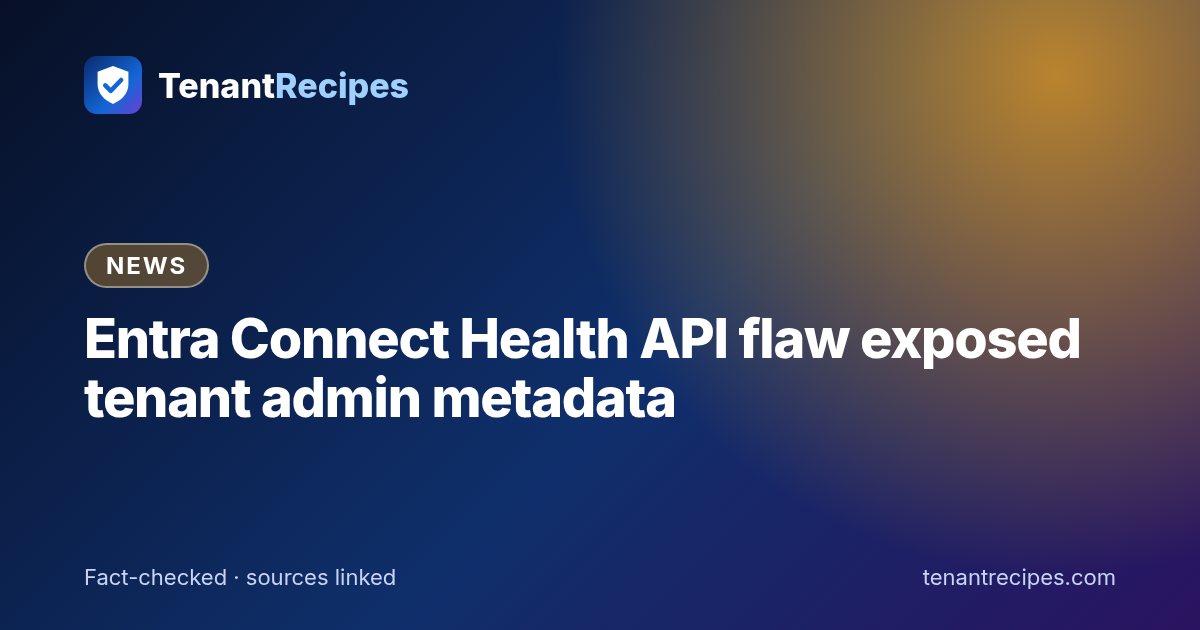 TenantRecipes
NEWS
Entra Connect Health API flaw exposed
tenant admin metadata
Fact-checked · sources linked
tenantrecipes.com